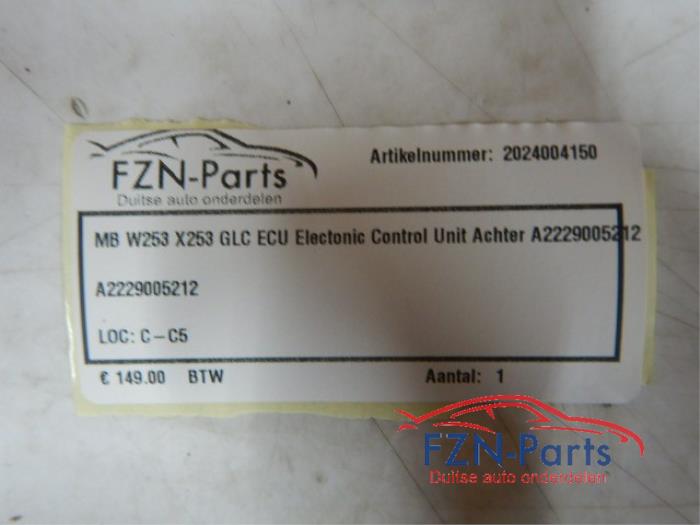 FZN-Parts
Duitse auto onderdelen
Artikelnummer: 2024004150
MB W253 X253 GLC ECU Electonic Control Unit Achter A2229005212
A2229005212
LOC: C-C5
€ 149.00 BTW
Aantal: 1
FZN-Parts
Duitse auto onderdelen